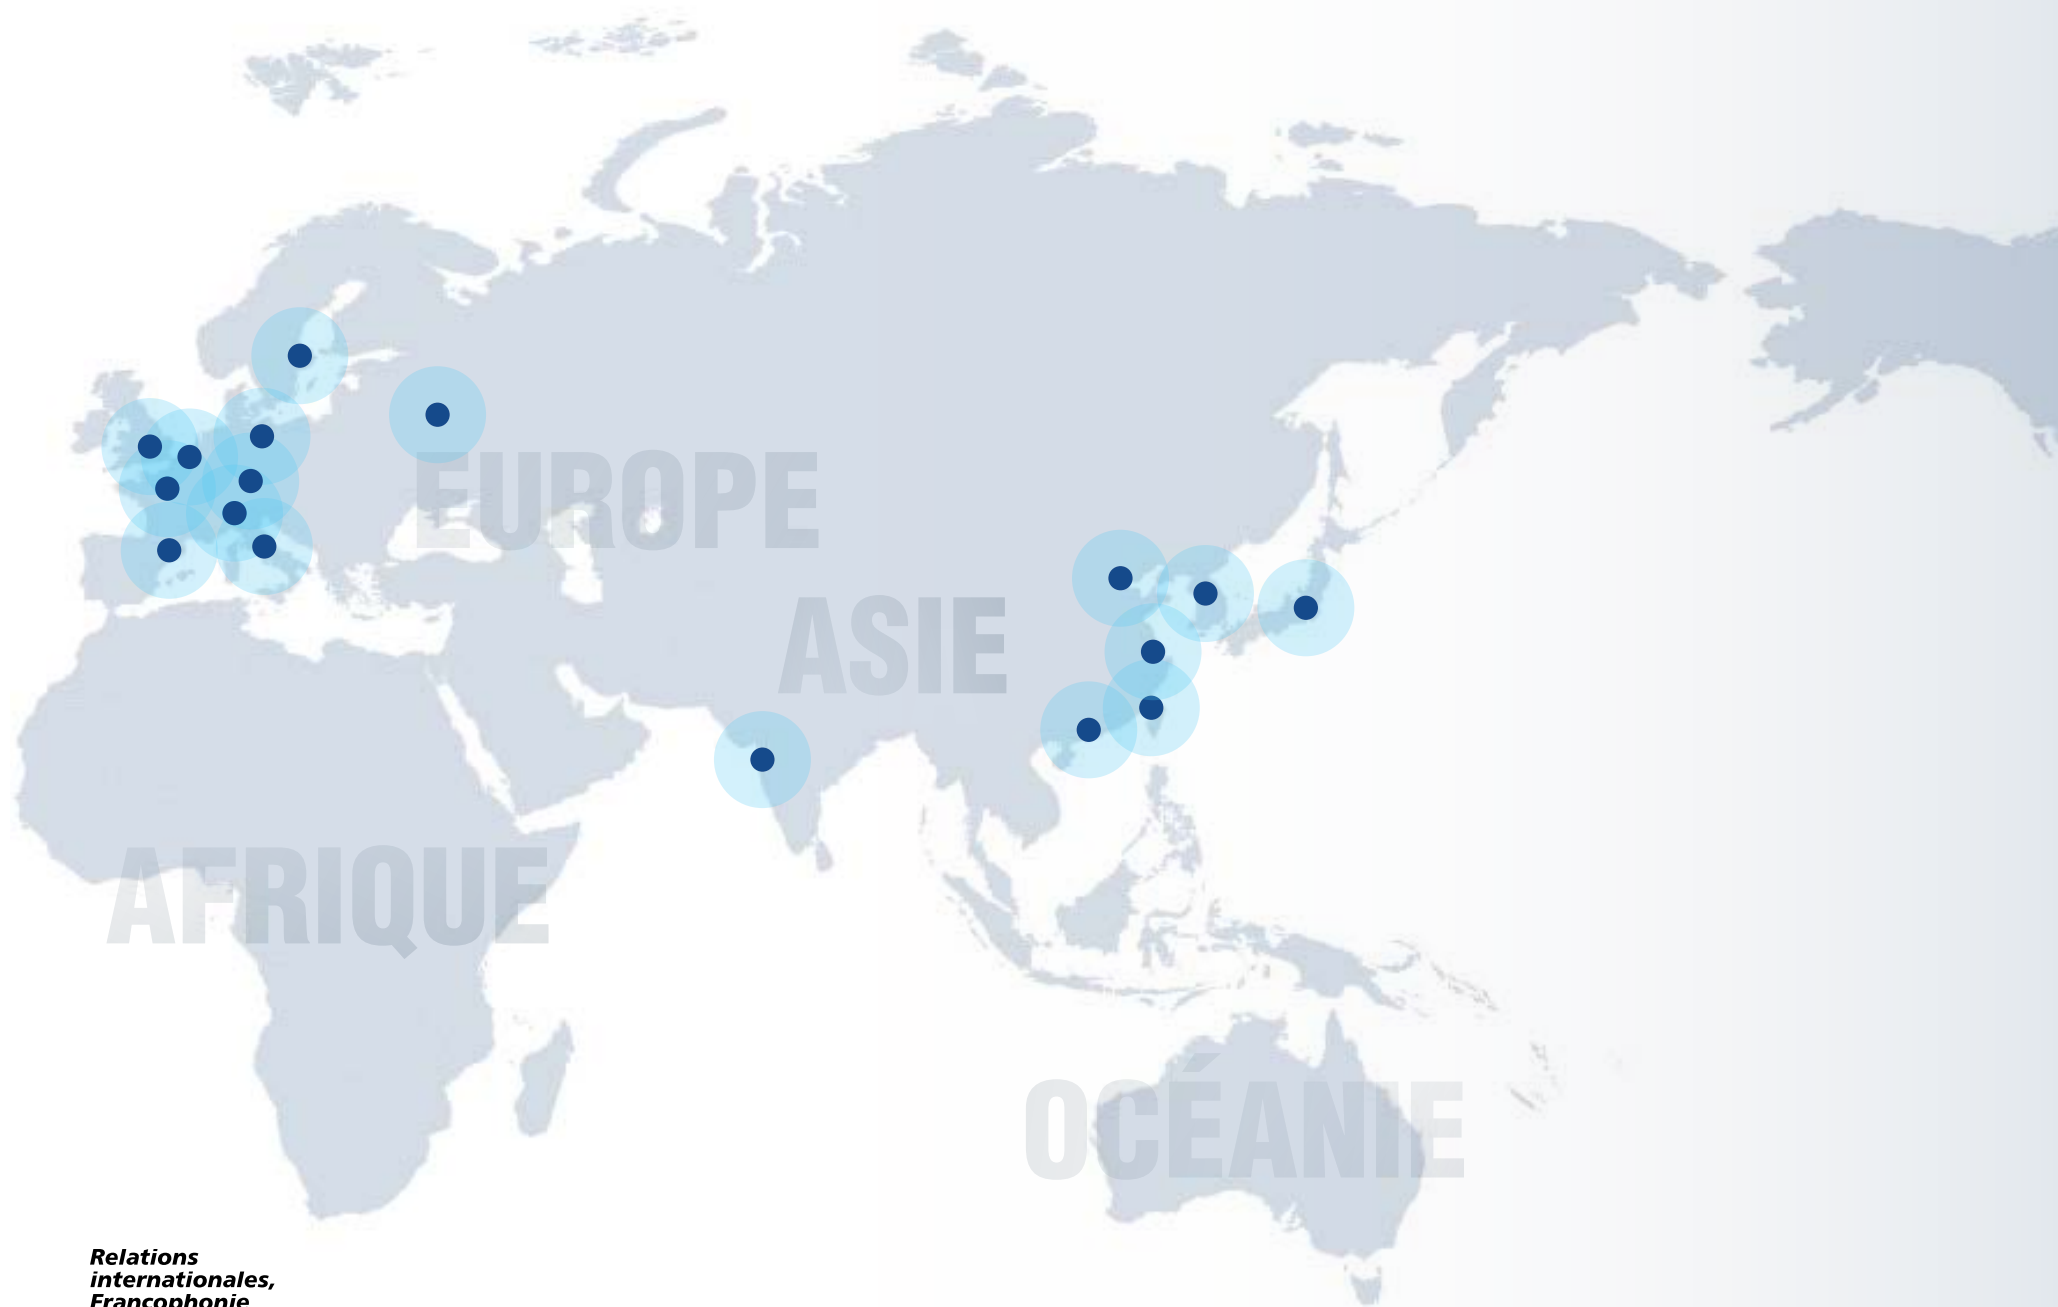 EUROPE
ASIE
AFRIQUE
OCÉANIE
Relations
internationales,
Francophonie